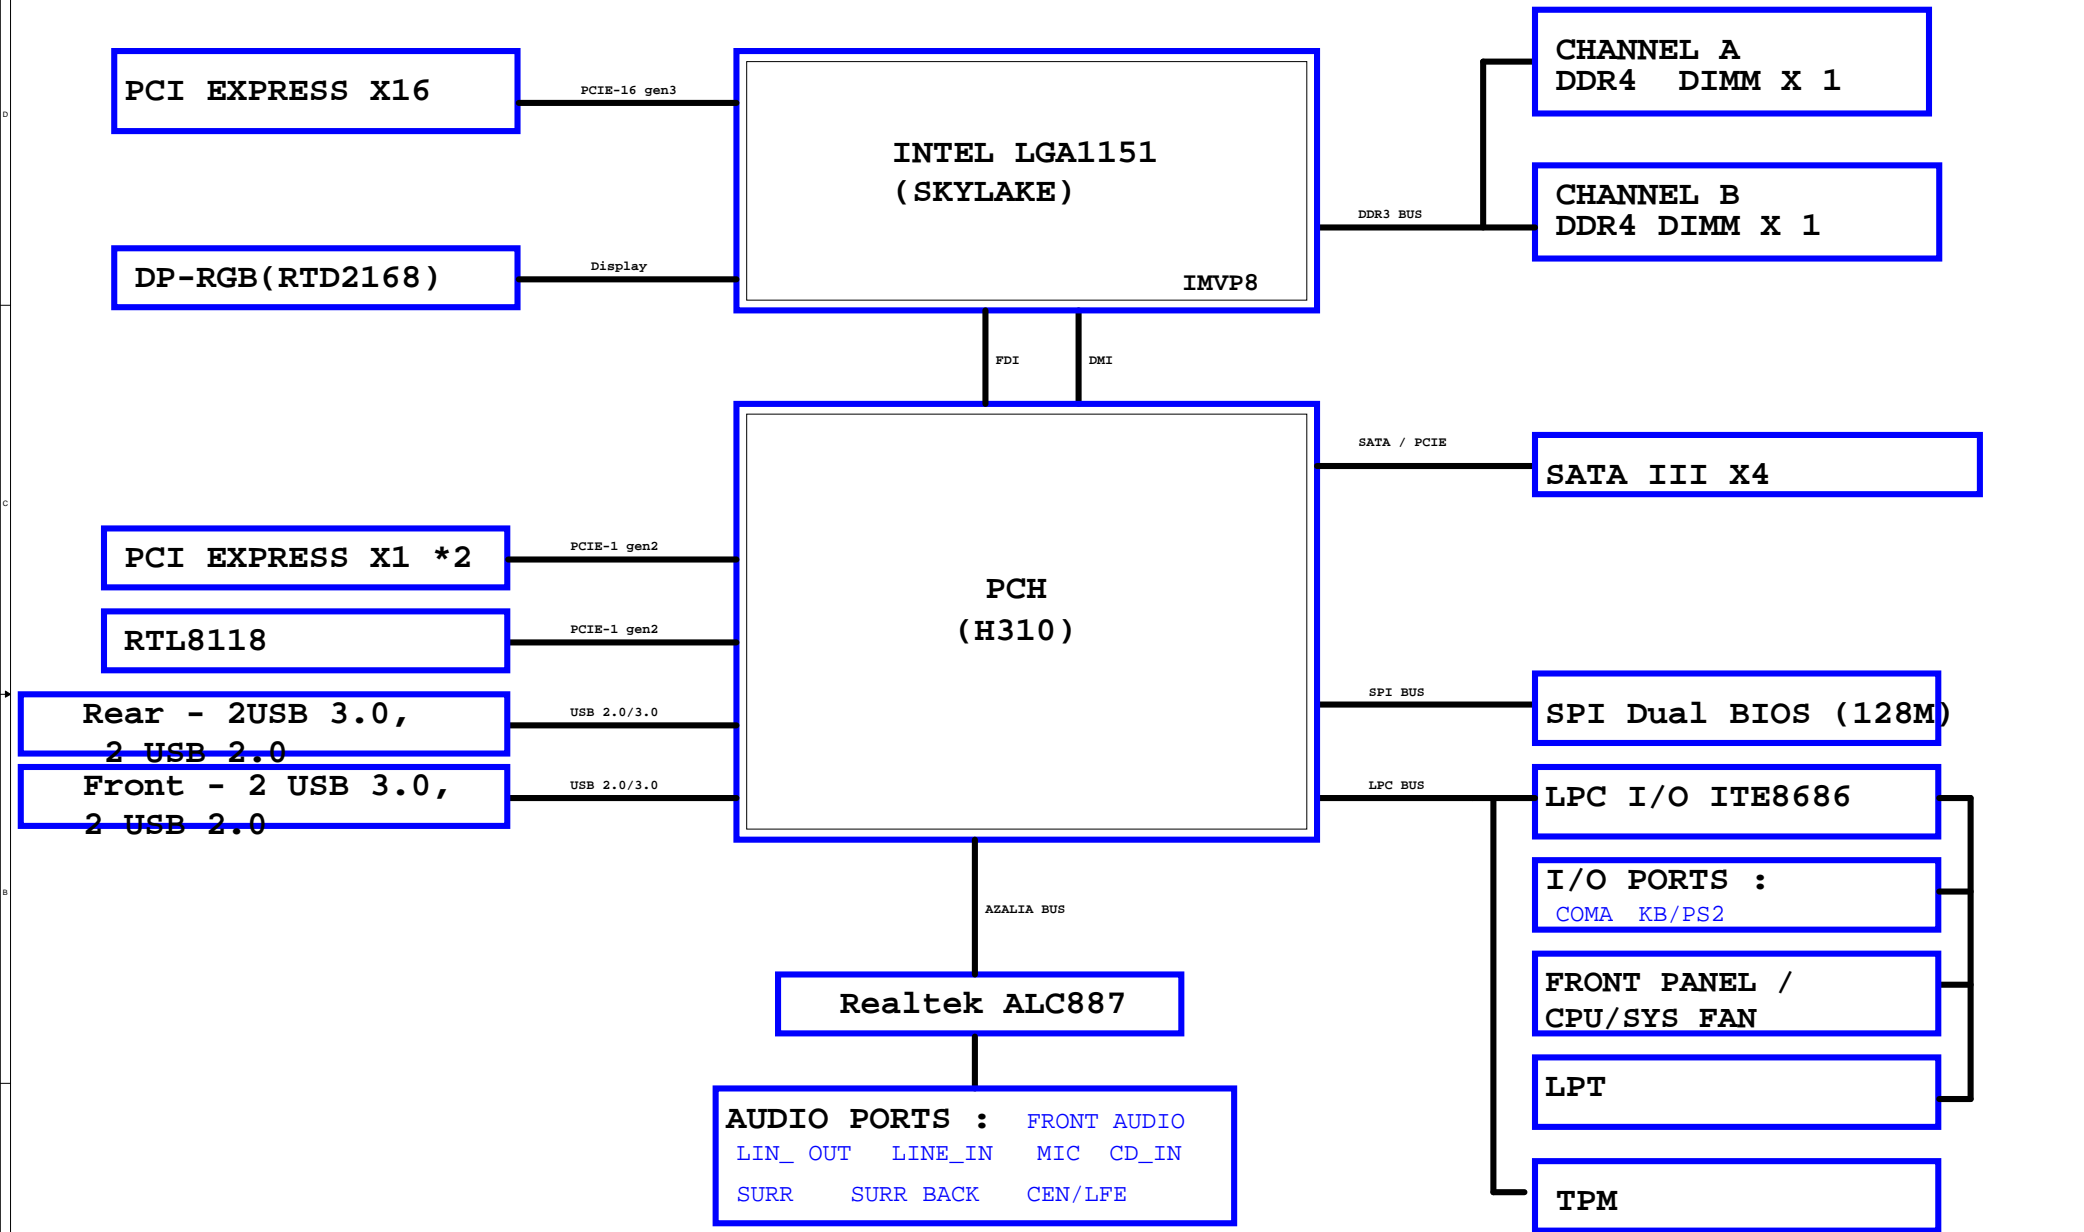 CHANNEL A
DDR4 DIMM X 1
PCI EXPRESS X16
PCIE-16 gen3
INTEL LGA1151
(SKYLAKE)
CHANNEL B
DDR4 DIMM X 1
DDR3 BUS
DP-RGB(RTD2168)
Display
IMVP8
FDI
DMI
SATA / PCIE
SATA III X4
PCI EXPRESS X1 *2
PCIE-1 gen2
PCH
(H310)
RTL8118
PCIE-1 gen2
Rear - 2USB 3.0,
2 USB 2.0
USB 2.0/3.0
SPI BUS
SPI Dual BIOS (128M)
Front - 2 USB 3.0,
2 USB 2.0
USB 2.0/3.0
LPC BUS
LPC I/O ITE8686
I/O PORTS :
COMA KB/PS2
AZALIA BUS
FRONT PANEL /
CPU/SYS FAN
Realtek ALC887
LPT
AUDIO PORTS : FRONT AUDIO
LIN_ OUT LINE_IN MIC CD_IN
SURR SURR BACK CEN/LFE
TPM
D
C
B